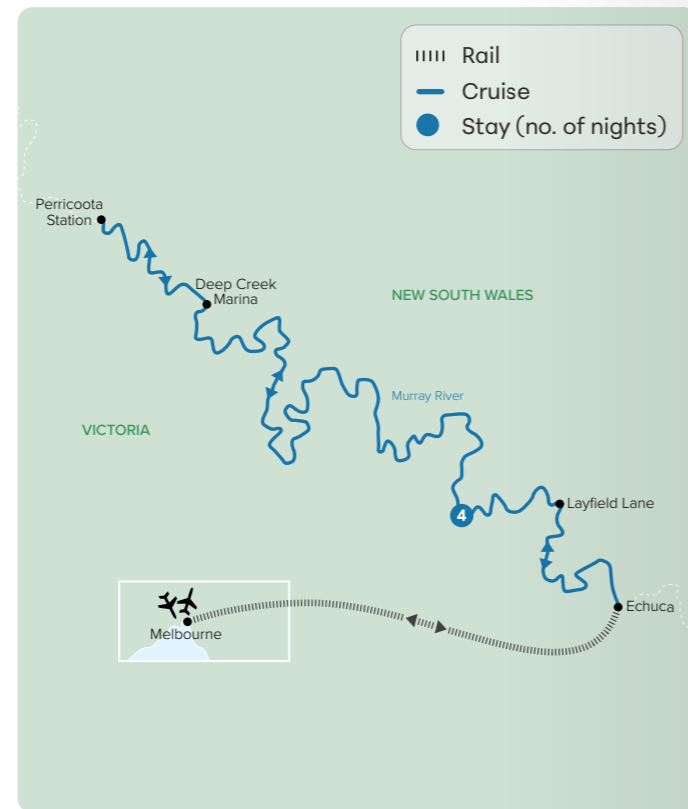 Rail
Cruise
Stay (no. of nights)
Perricoota
Station
Deep Creek
Marina
NEW SOUTH WALES
Murray River
VICTORIA
Layfield Lane
4
Echuca
Melbourne